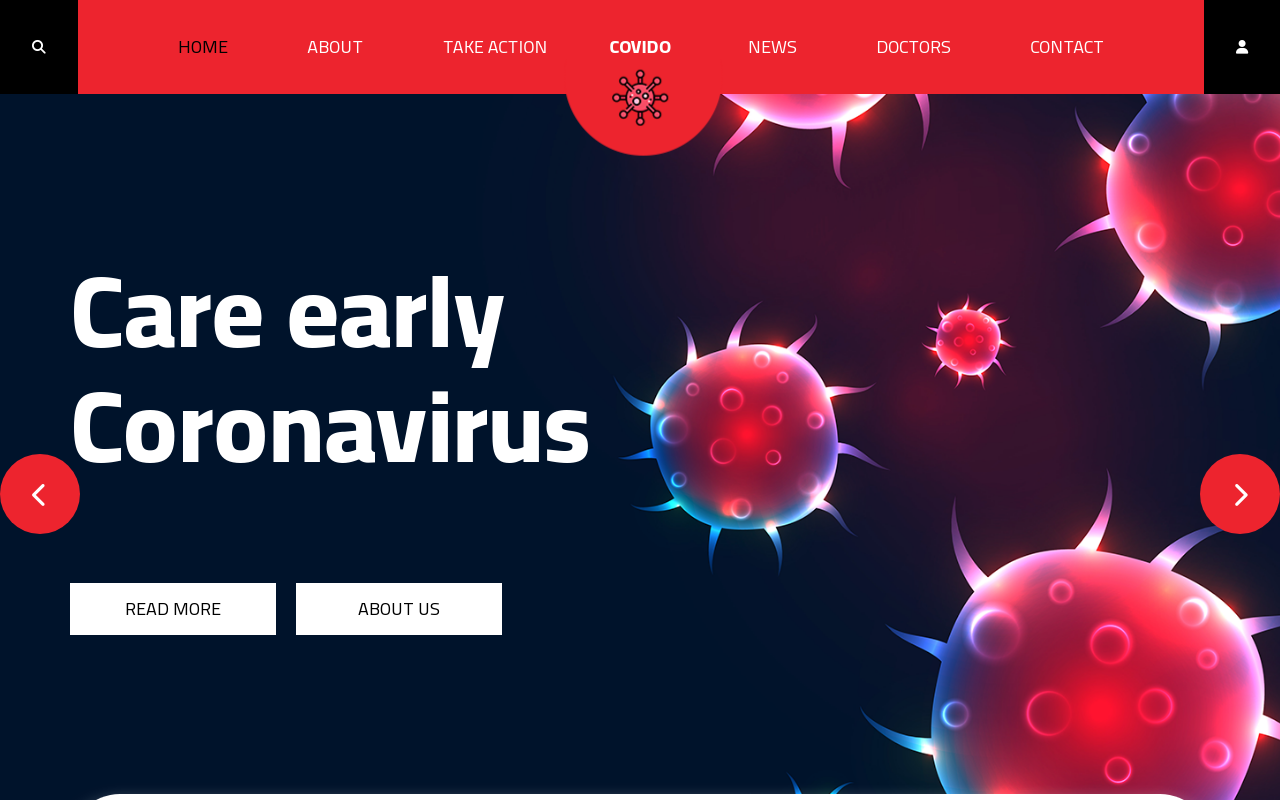 HOME
ABOUT
TAKE ACTION
COVIDO
NEWS
DOCTORS
CONTACT
Care early
Coronavirus
READ MORE
ABOUT US